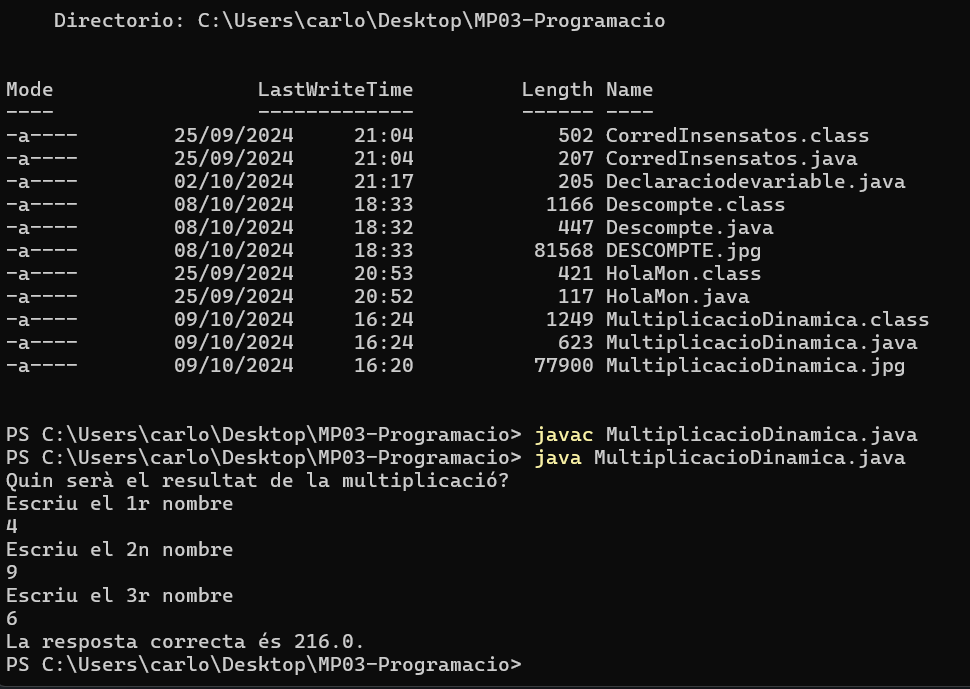 Directorio: C:\Users\carlo\Desktop\MP03-Programacio
Mode LastWriteTime Length Name
---- ------------- ------ ----
-a---- 25/09/2024 21:04 502 CorredInsensatos.class
-a---- 25/09/2024 21:04 207 CorredInsensatos.java
-a---- 02/10/2024 21:17 205 Declaraciodevariable.java
-a---- 08/10/2024 18:33 1166 Descompte.class
-a---- 08/10/2024 18:32 447 Descompte.java
-a---- 08/10/2024 18:33 81568 DESCOMPTE.jpg
-a---- 25/09/2024 20:53 421 HolaMon.class
-a---- 25/09/2024 20:52 117 HolaMon.java
-a---- 09/10/2024 16:24 1249 MultiplicacioDinamica.class
-a---- 09/10/2024 16:24 623 MultiplicacioDinamica.java
-a---- 09/10/2024 16:20 77900 MultiplicacioDinamica.jpg
PS C:\Users\carlo\Desktop\MP03-Programacio> javac MultiplicacioDinamica.java
PS C:\Users\carlo\Desktop\MP03-Programacio> java MultiplicacioDinamica.java
Quin serà el resultat de la multiplicació?
Escriu el 1r nombre
4
Escriu el 2n nombre
9
Escriu el 3r nombre
6
La resposta correcta és 216.0.
PS C:\Users\carlo\Desktop\MP03-Programacio>